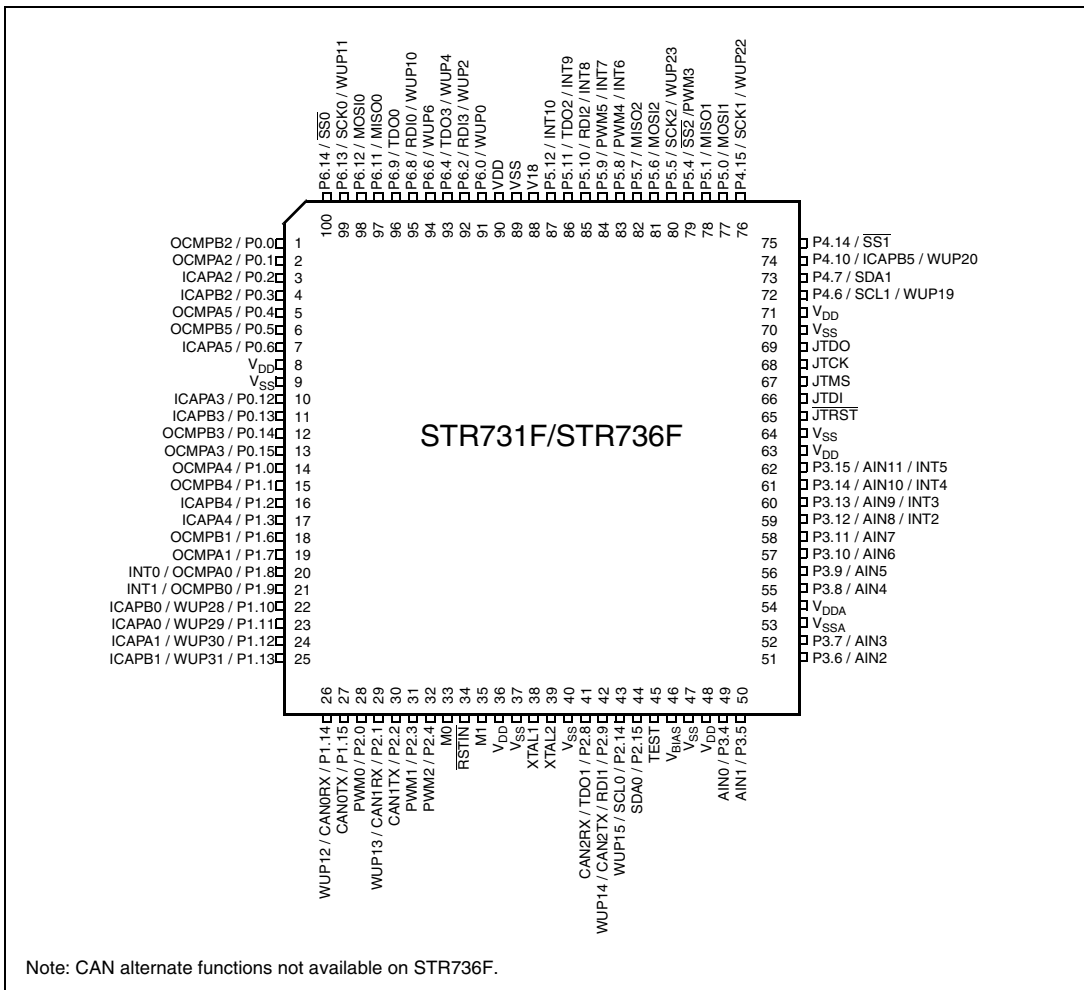 P6.14 / SS0
P6.13 / SCK0 / WUP11
P6.12 / MOSI0
P6.11 / MISO0
P6.9 / TDO0
P6.8 / RDI0 / WUP10
P6.6 / WUP6
P6.4 / TDO3 / WUP4
P6.2 / RDI3 / WUP2
P6.0 / WUP0
VDD
VSS
V18
P5.12 / INT10
P5.11 / TDO2 / INT9
P5.10 / RDI2 / INT8
P5.9 / PWM5 / INT7
P5.8 / PWM4 / INT6
P5.7 / MISO2
P5.6 / MOSI2
P5.5 / SCK2 / WUP23
P5.4 / SS2 /PWM3
P5.1 / MISO1
P5.0 / MOSI1
P4.15 / SCK1 / WUP22
100 99 98 97 96 95 94 93 92 91 90 89 88 87 86 85 84 83 82 81 80 79 78 77 76
OCMPB2 / P0.0 1
OCMPA2 / P0.1 2
ICAPA2 / P0.2 3
ICAPB2 / P0.3 4
OCMPA5 / P0.4 5
OCMPB5 / P0.5 6
ICAPA5 / P0.6 7
VDD 8
VSS 9
ICAPA3 / P0.12 10
ICAPB3 / P0.13 11
OCMPB3 / P0.14 12
OCMPA3 / P0.15 13
OCMPA4 / P1.0 14
OCMPB4 / P1.1 15
ICAPB4 / P1.2 16
ICAPA4 / P1.3 17
OCMPB1 / P1.6 18
OCMPA1 / P1.7 19
INT0 / OCMPA0 / P1.8 20
INT1 / OCMPB0 / P1.9 21
ICAPB0 / WUP28 / P1.10 22
ICAPA0 / WUP29 / P1.11 23
ICAPA1 / WUP30 / P1.12 24
ICAPB1 / WUP31 / P1.13 25
STR731F/STR736F
75 P4.14 / SS1
74 P4.10 / ICAPB5 / WUP20
73 P4.7 / SDA1
72 P4.6 / SCL1 / WUP19
71 VDD
70 VSS
69 JTDO
68 JTCK
67 JTMS
66 JTDI
65 JTRST
64 VSS
63 VDD
62 P3.15 / AIN11 / INT5
61 P3.14 / AIN10 / INT4
60 P3.13 / AIN9 / INT3
59 P3.12 / AIN8 / INT2
58 P3.11 / AIN7
57 P3.10 / AIN6
56 P3.9 / AIN5
55 P3.8 / AIN4
54 VDDA
53 VSSA
52 P3.7 / AIN3
51 P3.6 / AIN2
26 27 28 29 30 31 32 33 34 35 36 37 38 39 40 41 42 43 44 45 46 47 48 49 50
WUP12 / CAN0RX / P1.14
CAN0TX / P1.15
PWM0 / P2.0
WUP13 / CAN1RX / P2.1
CAN1TX / P2.2
PWM1 / P2.3
PWM2 / P2.4
M0
RSTIN
M1
VDD
VSS
XTAL1
XTAL2
VSS
CAN2RX / TDO1 / P2.8
WUP14 / CAN2TX / RDI1 / P2.9
WUP15 / SCL0 / P2.14
SDA0 / P2.15
TEST
VBIAS
VSS
VDD
AIN0 / P3.4
AIN1 / P3.5
Note: CAN alternate functions not available on STR736F.